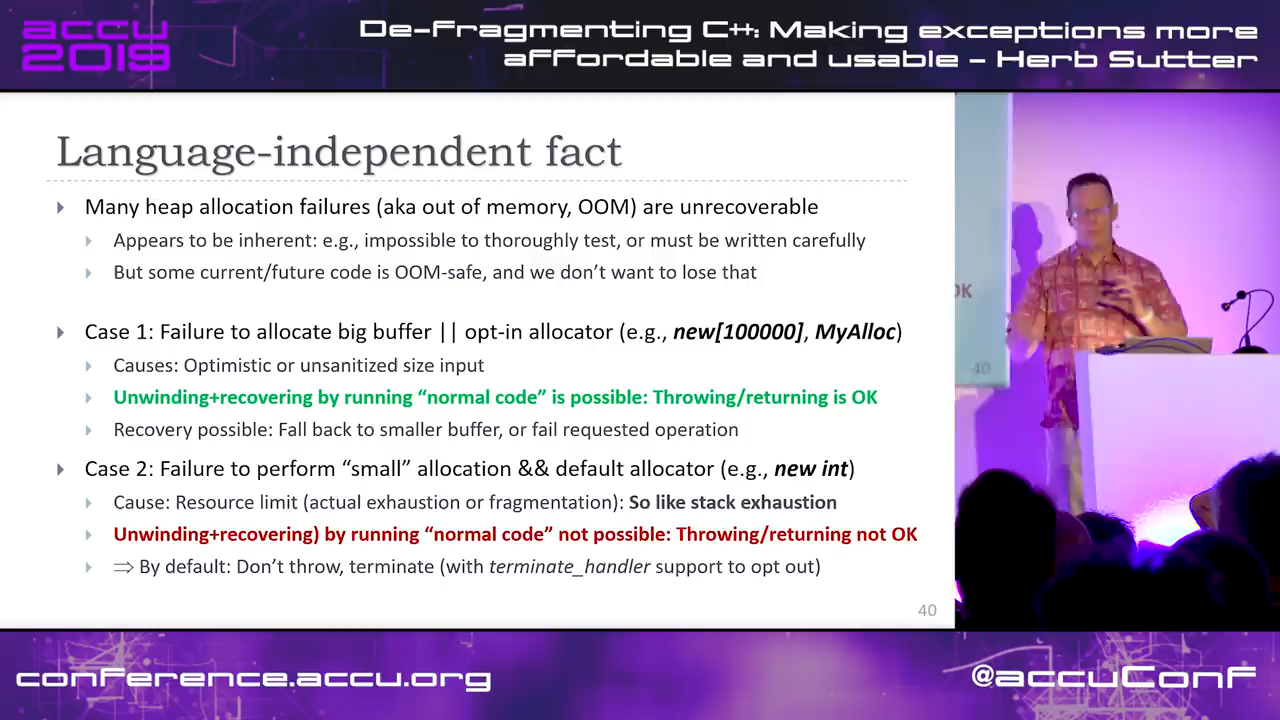 accu
2019
De-Fragmenting C++: Making exceptions more
affordable and usable – Herb Sutter
Language-independent fact
Many heap allocation failures (aka out of memory, OOM) are unrecoverable
Appears to be inherent: e.g., impossible to thoroughly test, or must be written carefully
But some current/future code is OOM-safe, and we don’t want to lose that
Case 1: Failure to allocate big buffer || opt-in allocator (e.g., new[100000], MyAlloc)
Causes: Optimistic or unsanitized size input
Unwinding+recovering by running “normal code” is possible: Throwing/returning is OK
Recovery possible: Fall back to smaller buffer, or fail requested operation
Case 2: Failure to perform “small” allocation && default allocator (e.g., new int)
Cause: Resource limit (actual exhaustion or fragmentation): So like stack exhaustion
Unwinding+recovering) by running “normal code” not possible: Throwing/returning not OK
⇒ By default: Don’t throw, terminate (with terminate_handler support to opt out)
40
OK
40
conference.accu.org
@accuConf